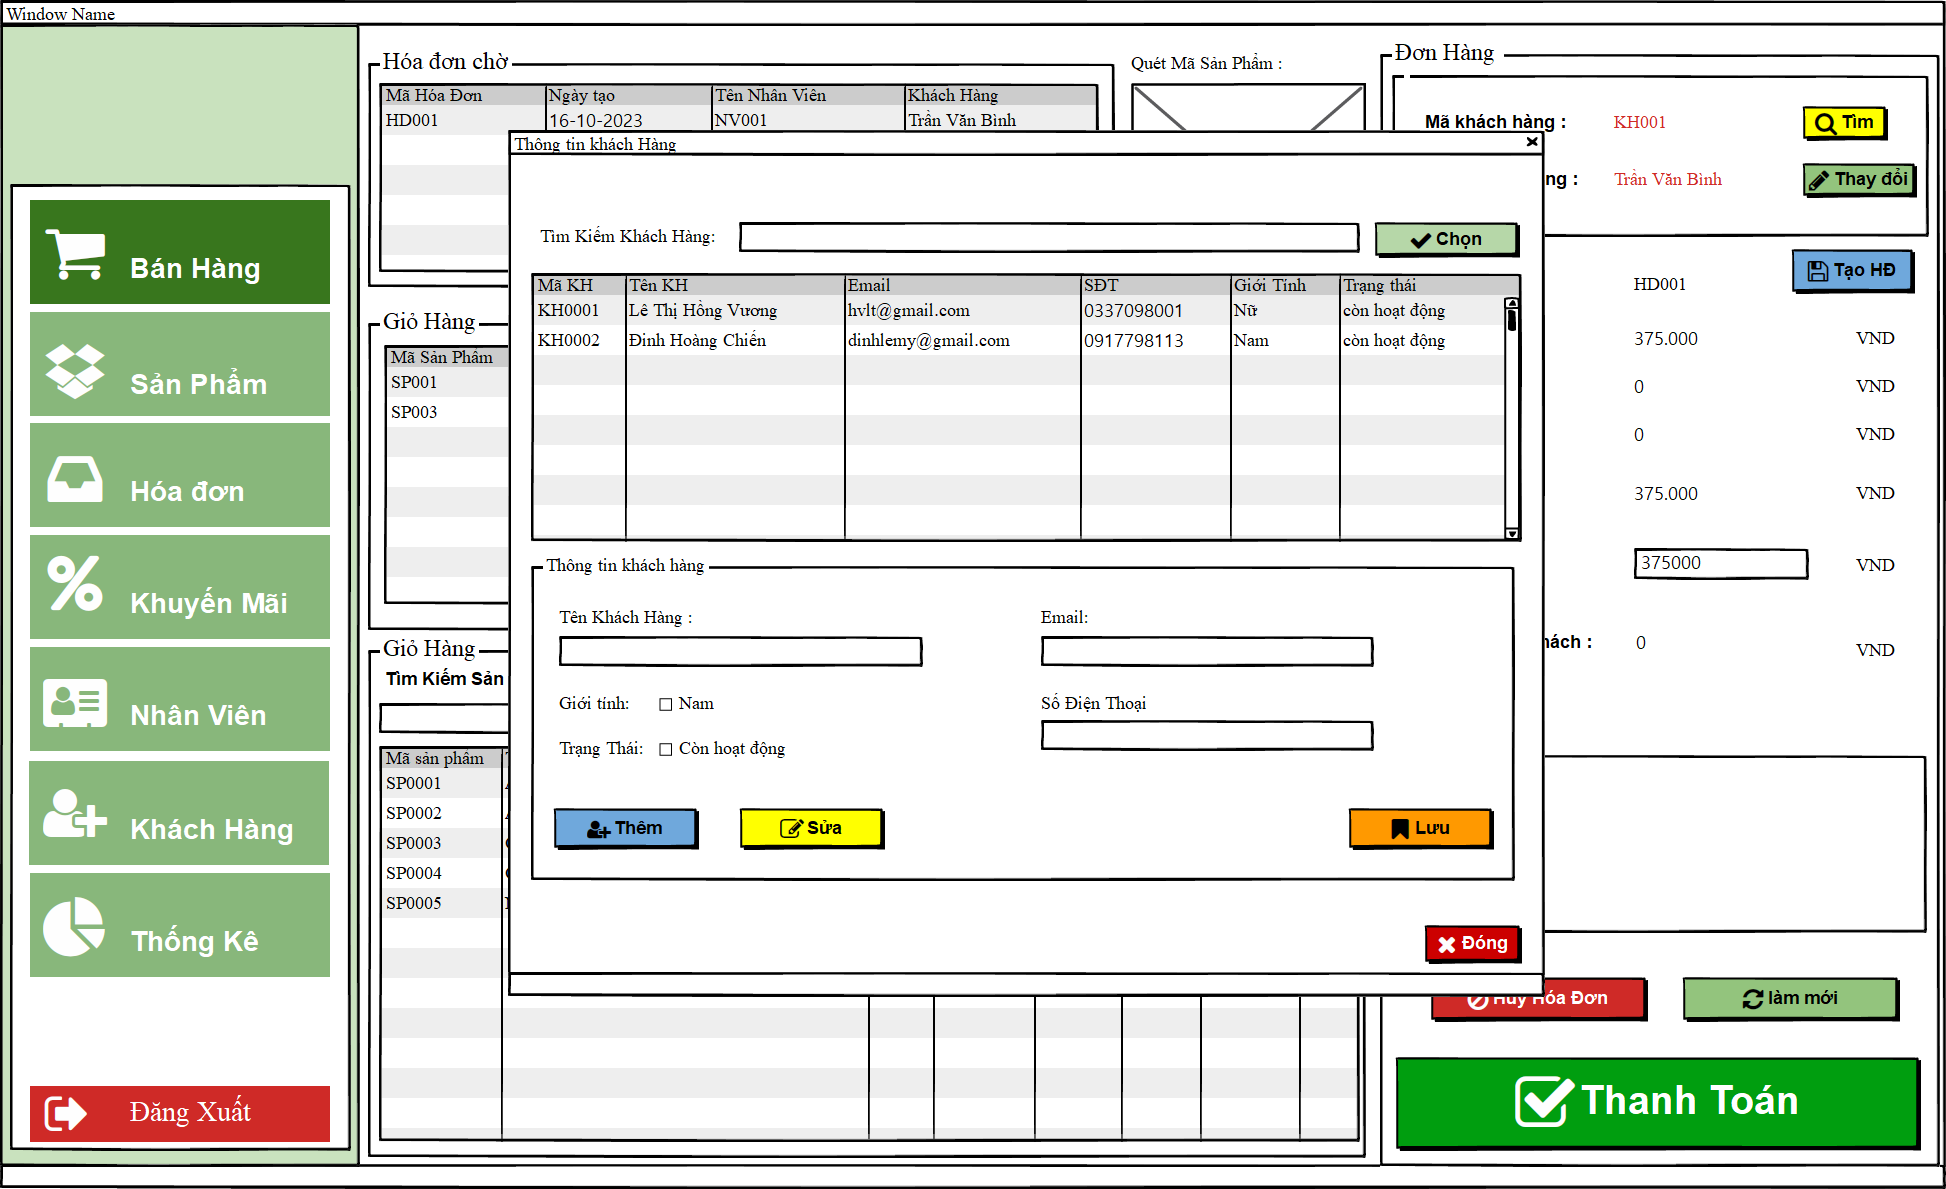 Window Name
Bán Hàng
Sản Phẩm
Hóa đơn
Khuyến Mãi
Nhân Viên
Khách Hàng
Thống Kê
Đăng Xuất
Hóa đơn chờ
Mã Hóa Đơn Ngày tạo Tên Nhân Viên Khách Hàng
HD001 16-10-2023 NV001 Trần Văn Bình
Quét Mã Sản Phẩm :
Giỏ Hàng
Mã Sản Phẩm
SP001
SP003
Giỏ Hàng
Tìm Kiếm Sản
Mã sản phẩm
SP0001
SP0002
SP0003
SP0004
SP0005
Thông tin khách Hàng
Tìm Kiếm Khách Hàng: Chọn
Mã KH Tên KH Email SĐT Giới Tính Trạng thái
KH0001 Lê Thị Hồng Vương hvlt@gmail.com 0337098001 Nữ còn hoạt động
KH0002 Đinh Hoàng Chiến dinhlemy@gmail.com 0917798113 Nam còn hoạt động
Thông tin khách hàng
Tên Khách Hàng : Email:
Giới tính: Nam Số Điện Thoại
Trạng Thái: Còn hoạt động
Thêm Sửa Lưu
Đóng
Đơn Hàng
Mã khách hàng : KH001 Tìm
ng : Trần Văn Bình Thay đổi
HD001 Tạo HĐ
375.000 VND
0 VND
0 VND
375.000 VND
375000 VND
hách : 0 VND
Hủy Hóa Đơn làm mới
Thanh Toán